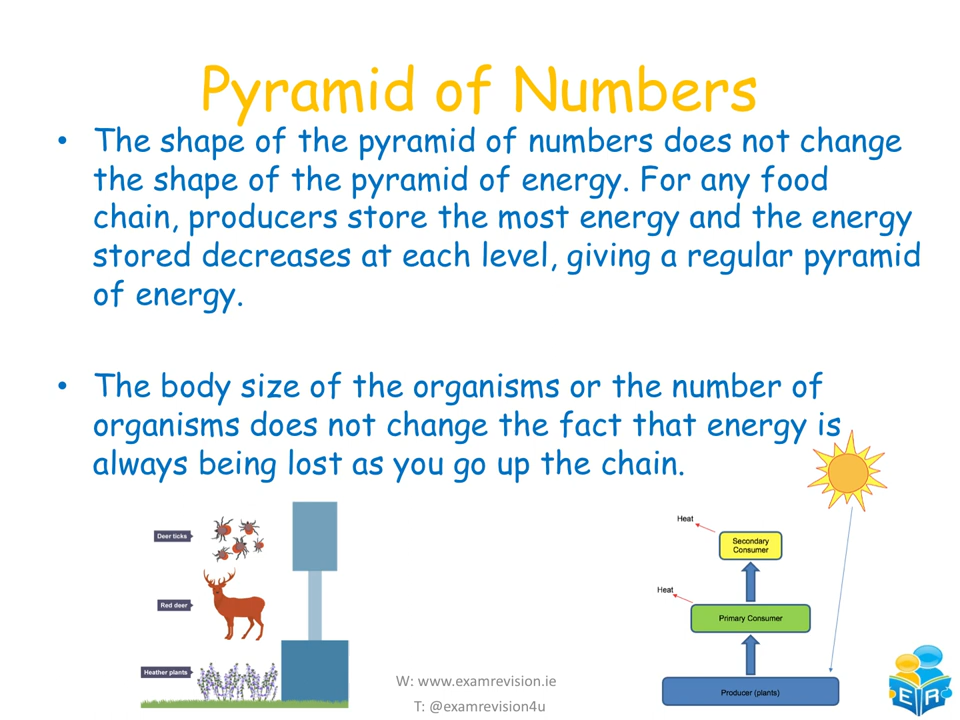 Pyramid of Numbers
• The shape of the pyramid of numbers does not change
the shape of the pyramid of energy. For any food
chain, producers store the most energy and the energy
stored decreases at each level, giving a regular pyramid
of energy.
• The body size of the organisms or the number of
organisms does not change the fact that energy is
always being lost as you go up the chain.
Deer ticks
Red deer
Heather plants
Heat
Secondary
Consumer
Heat
Primary Consumer
Producer (plants)
W: www.examrevision.ie
T: @examrevision4u
E R